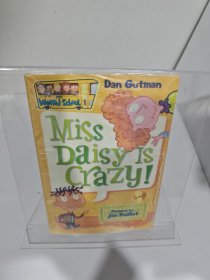 Dan Gutman
My
Weird School 1
Miss
Daisy Is
Crazy!
Pictures by
Jim Paillot